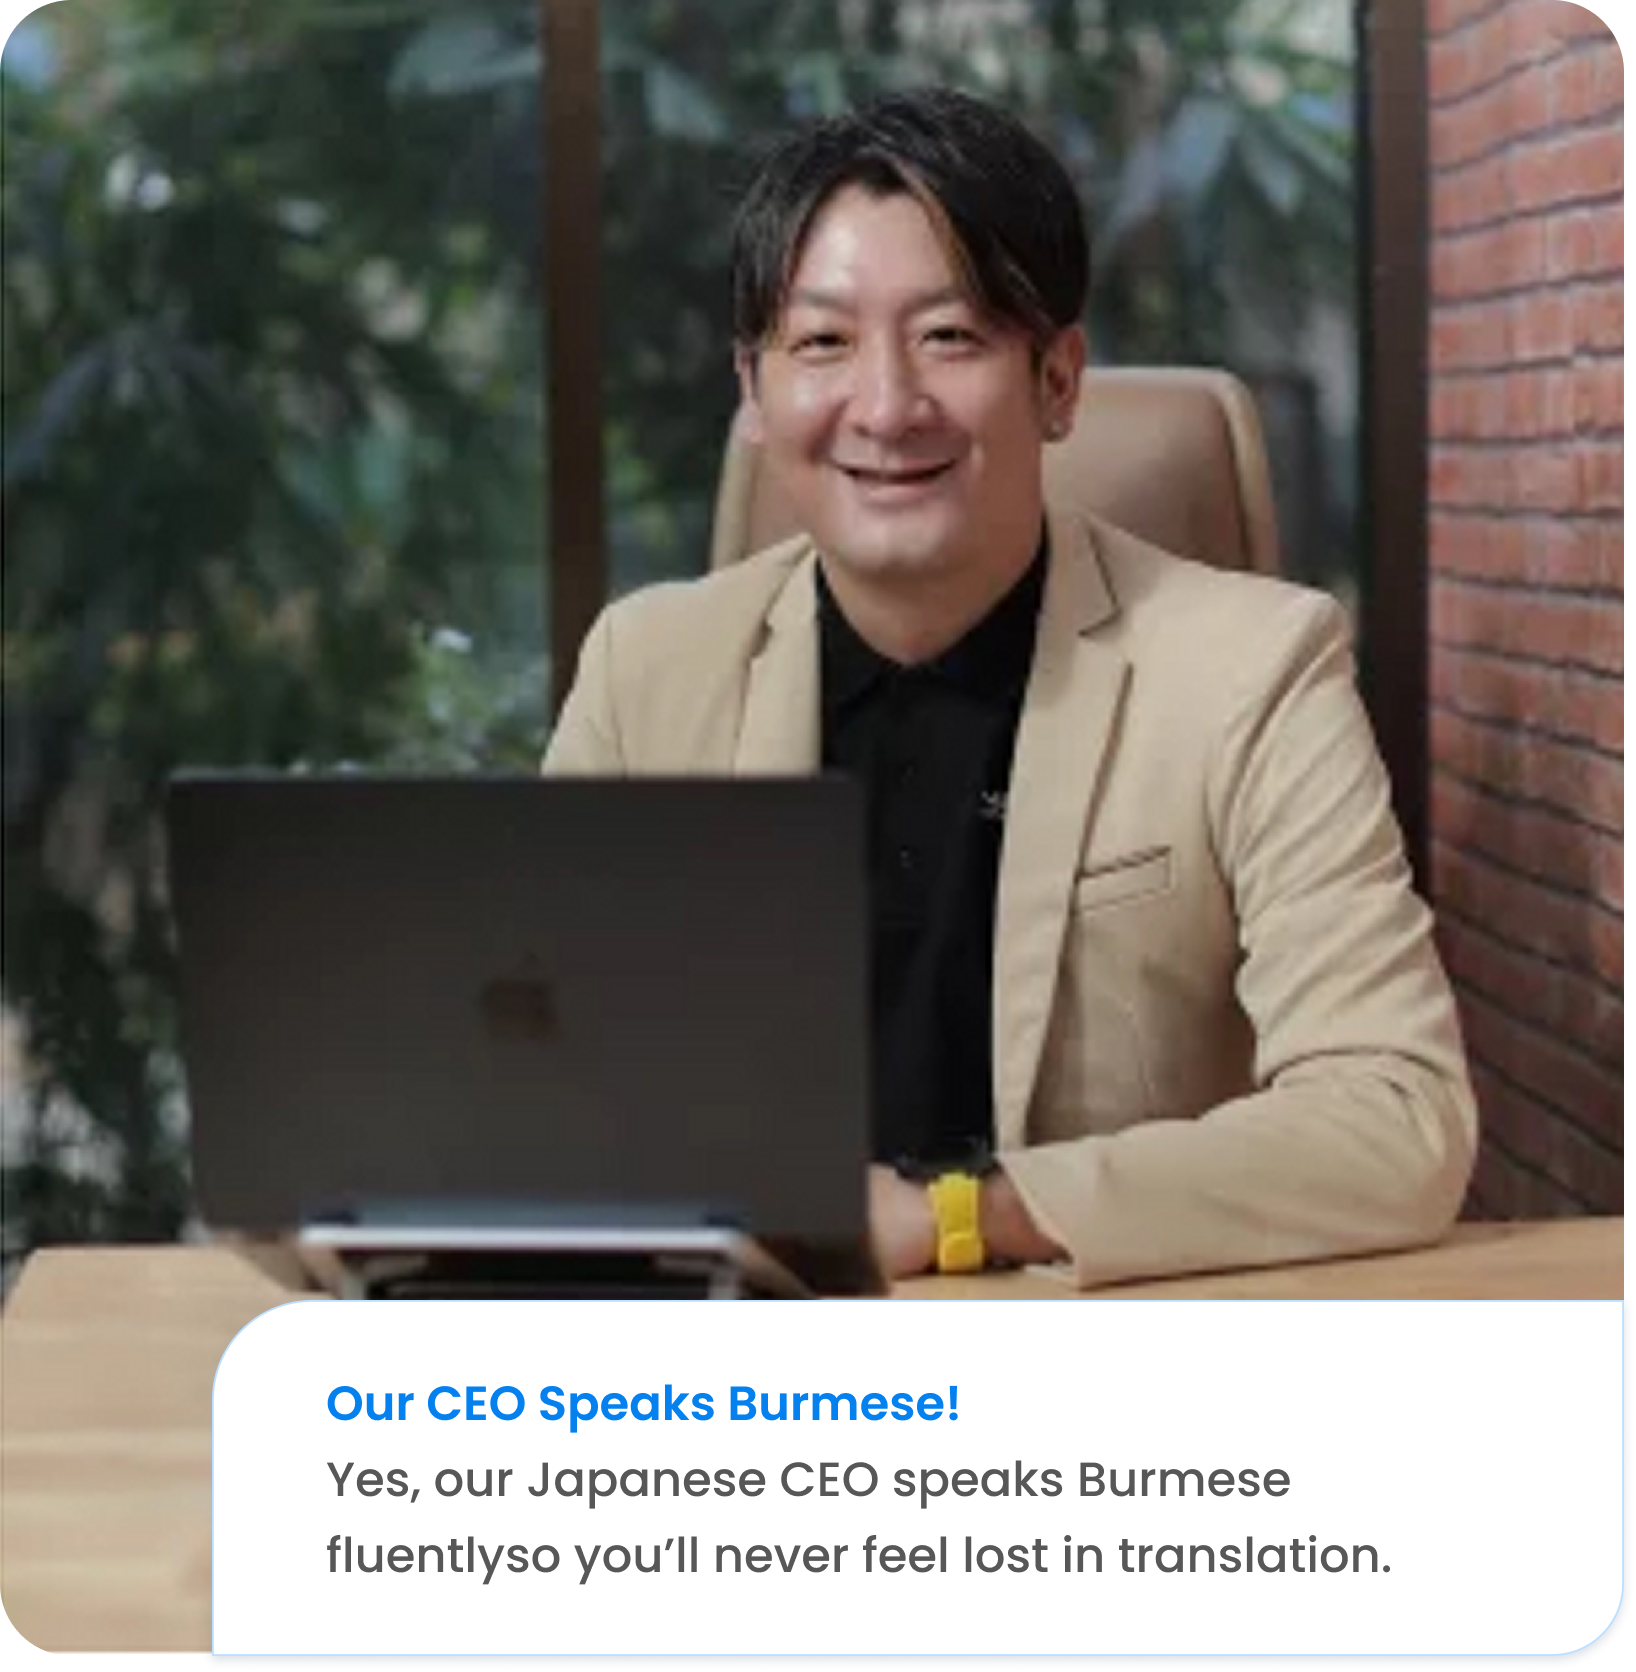 Our CEO Speaks Burmese!
Yes, our Japanese CEO speaks Burmese
fluentlyso you’ll never feel lost in translation.